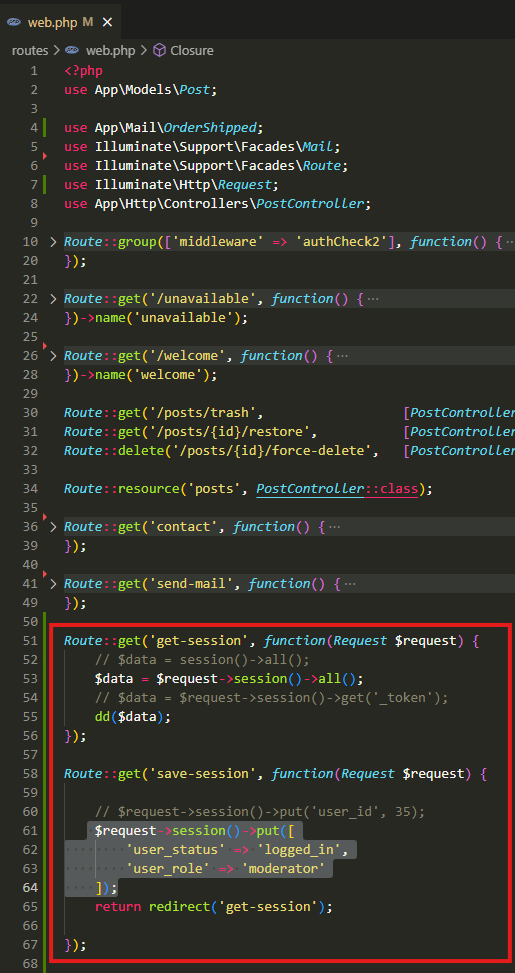 web.php M ×
routes > web.php > Closure
1 <?php
2 use App\Models\Post;
3
4 use App\Mail\OrderShipped;
5 use Illuminate\Support\Facades\Mail;
6 use Illuminate\Support\Facades\Route;
7 use Illuminate\Http\Request;
8 use App\Http\Controllers\PostController;
9
10 > Route::group(['middleware' => 'authCheck2'], function() { ⋯
20 });
21
22 > Route::get('/unavailable', function() { ⋯
24 })->name('unavailable');
25
26 > Route::get('/welcome', function() { ⋯
28 })->name('welcome');
29
30 Route::get('/posts/trash', [PostController
31 Route::get('/posts/{id}/restore', [PostController
32 Route::delete('/posts/{id}/force-delete', [PostController
33
34 Route::resource('posts', PostController::class);
35
36 > Route::get('contact', function() { ⋯
39 });
40
41 > Route::get('send-mail', function() { ⋯
49 });
50
51 Route::get('get-session', function(Request $request) {
52 // $data = session()->all();
53 $data = $request->session()->all();
54 // $data = $request->session()->get('_token');
55 dd($data);
56 });
57
58 Route::get('save-session', function(Request $request) {
59
60 // $request->session()->put('user_id', 35);
61 $request->session()->put([
62 'user_status' => 'logged_in',
63 'user_role' => 'moderator'
64 ]);
65 return redirect('get-session');
66
67 });
68